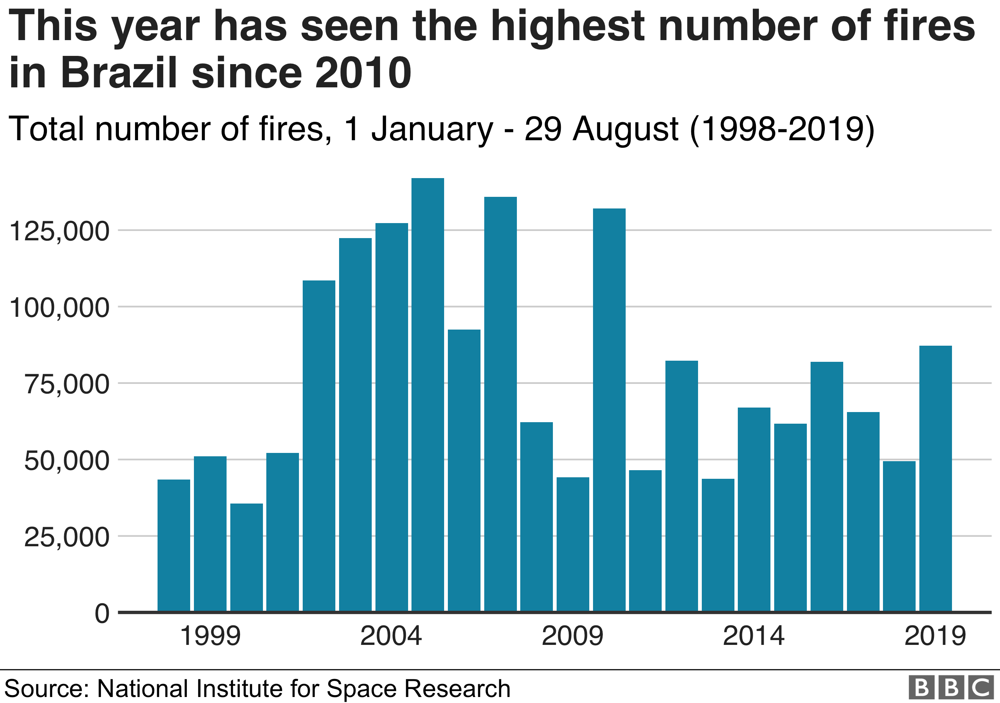 This year has seen the highest number of fires
in Brazil since 2010
Total number of fires, 1 January - 29 August (1998-2019)
125,000
100,000
75,000
50,000
25,000
0
1999 2004 2009 2014 2019
Source: National Institute for Space Research
BBC